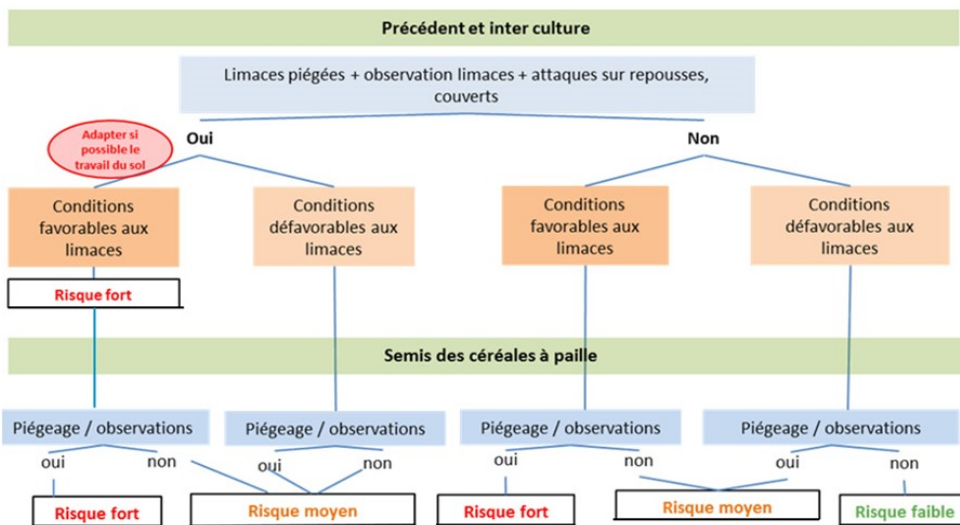 Précédent et inter culture
Limaces piégées + observation limaces + attaques sur repousses,
couverts
Adapter si
possible le
travail du sol
Oui
Non
Conditions
favorables aux
limaces
Conditions
défavorables aux
limaces
Conditions
favorables aux
limaces
Conditions
défavorables aux
limaces
Risque fort
Semis des céréales à paille
Piégeage / observations
Piégeage / observations
Piégeage / observations
Piégeage / observations
oui
non
oui
non
oui
non
oui
non
Risque fort
Risque moyen
Risque fort
Risque moyen
Risque faible